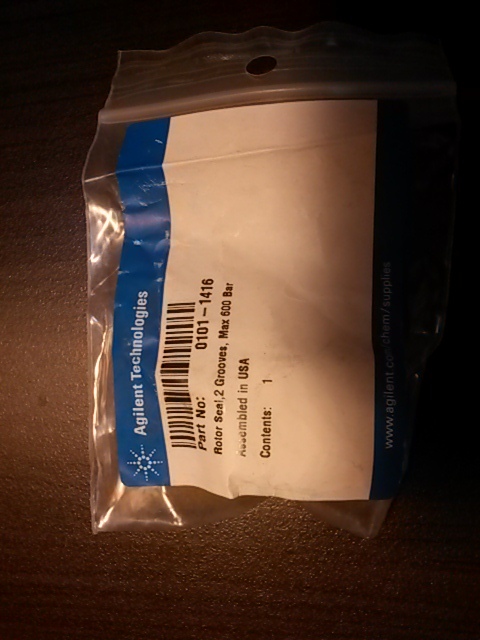 Agilent Technologies
Part No: 0101-1416
Rotor Seal,2 Grooves, Max 600 Bar
Assembled in USA
Contents: 1
www.agilent.com/chem/supplies